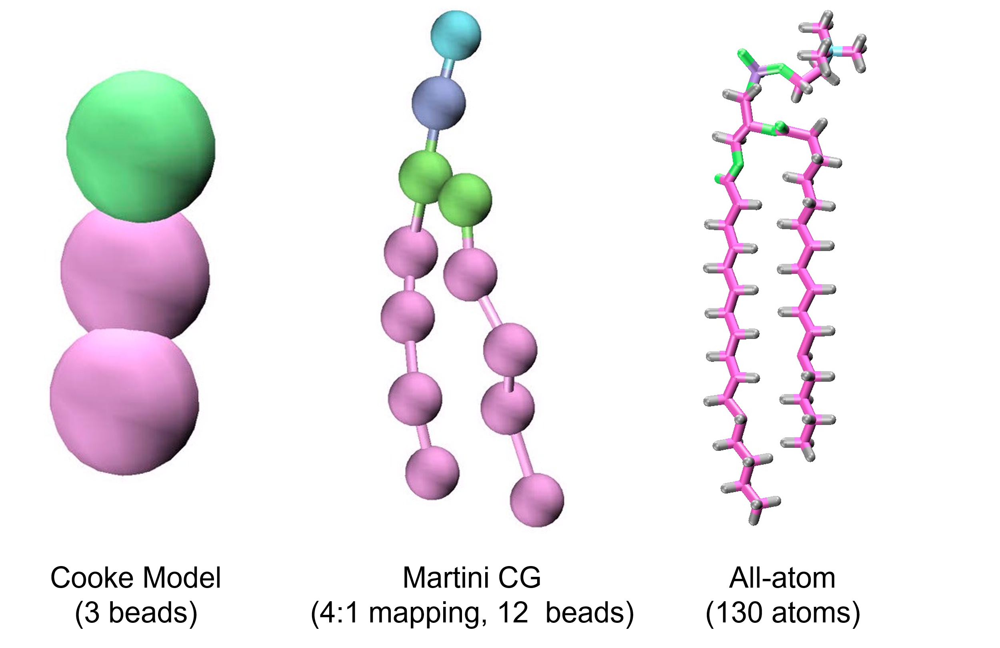 Cooke Model
(3 beads)
Martini CG
(4:1 mapping, 12  beads)
All-atom
(130 atoms)